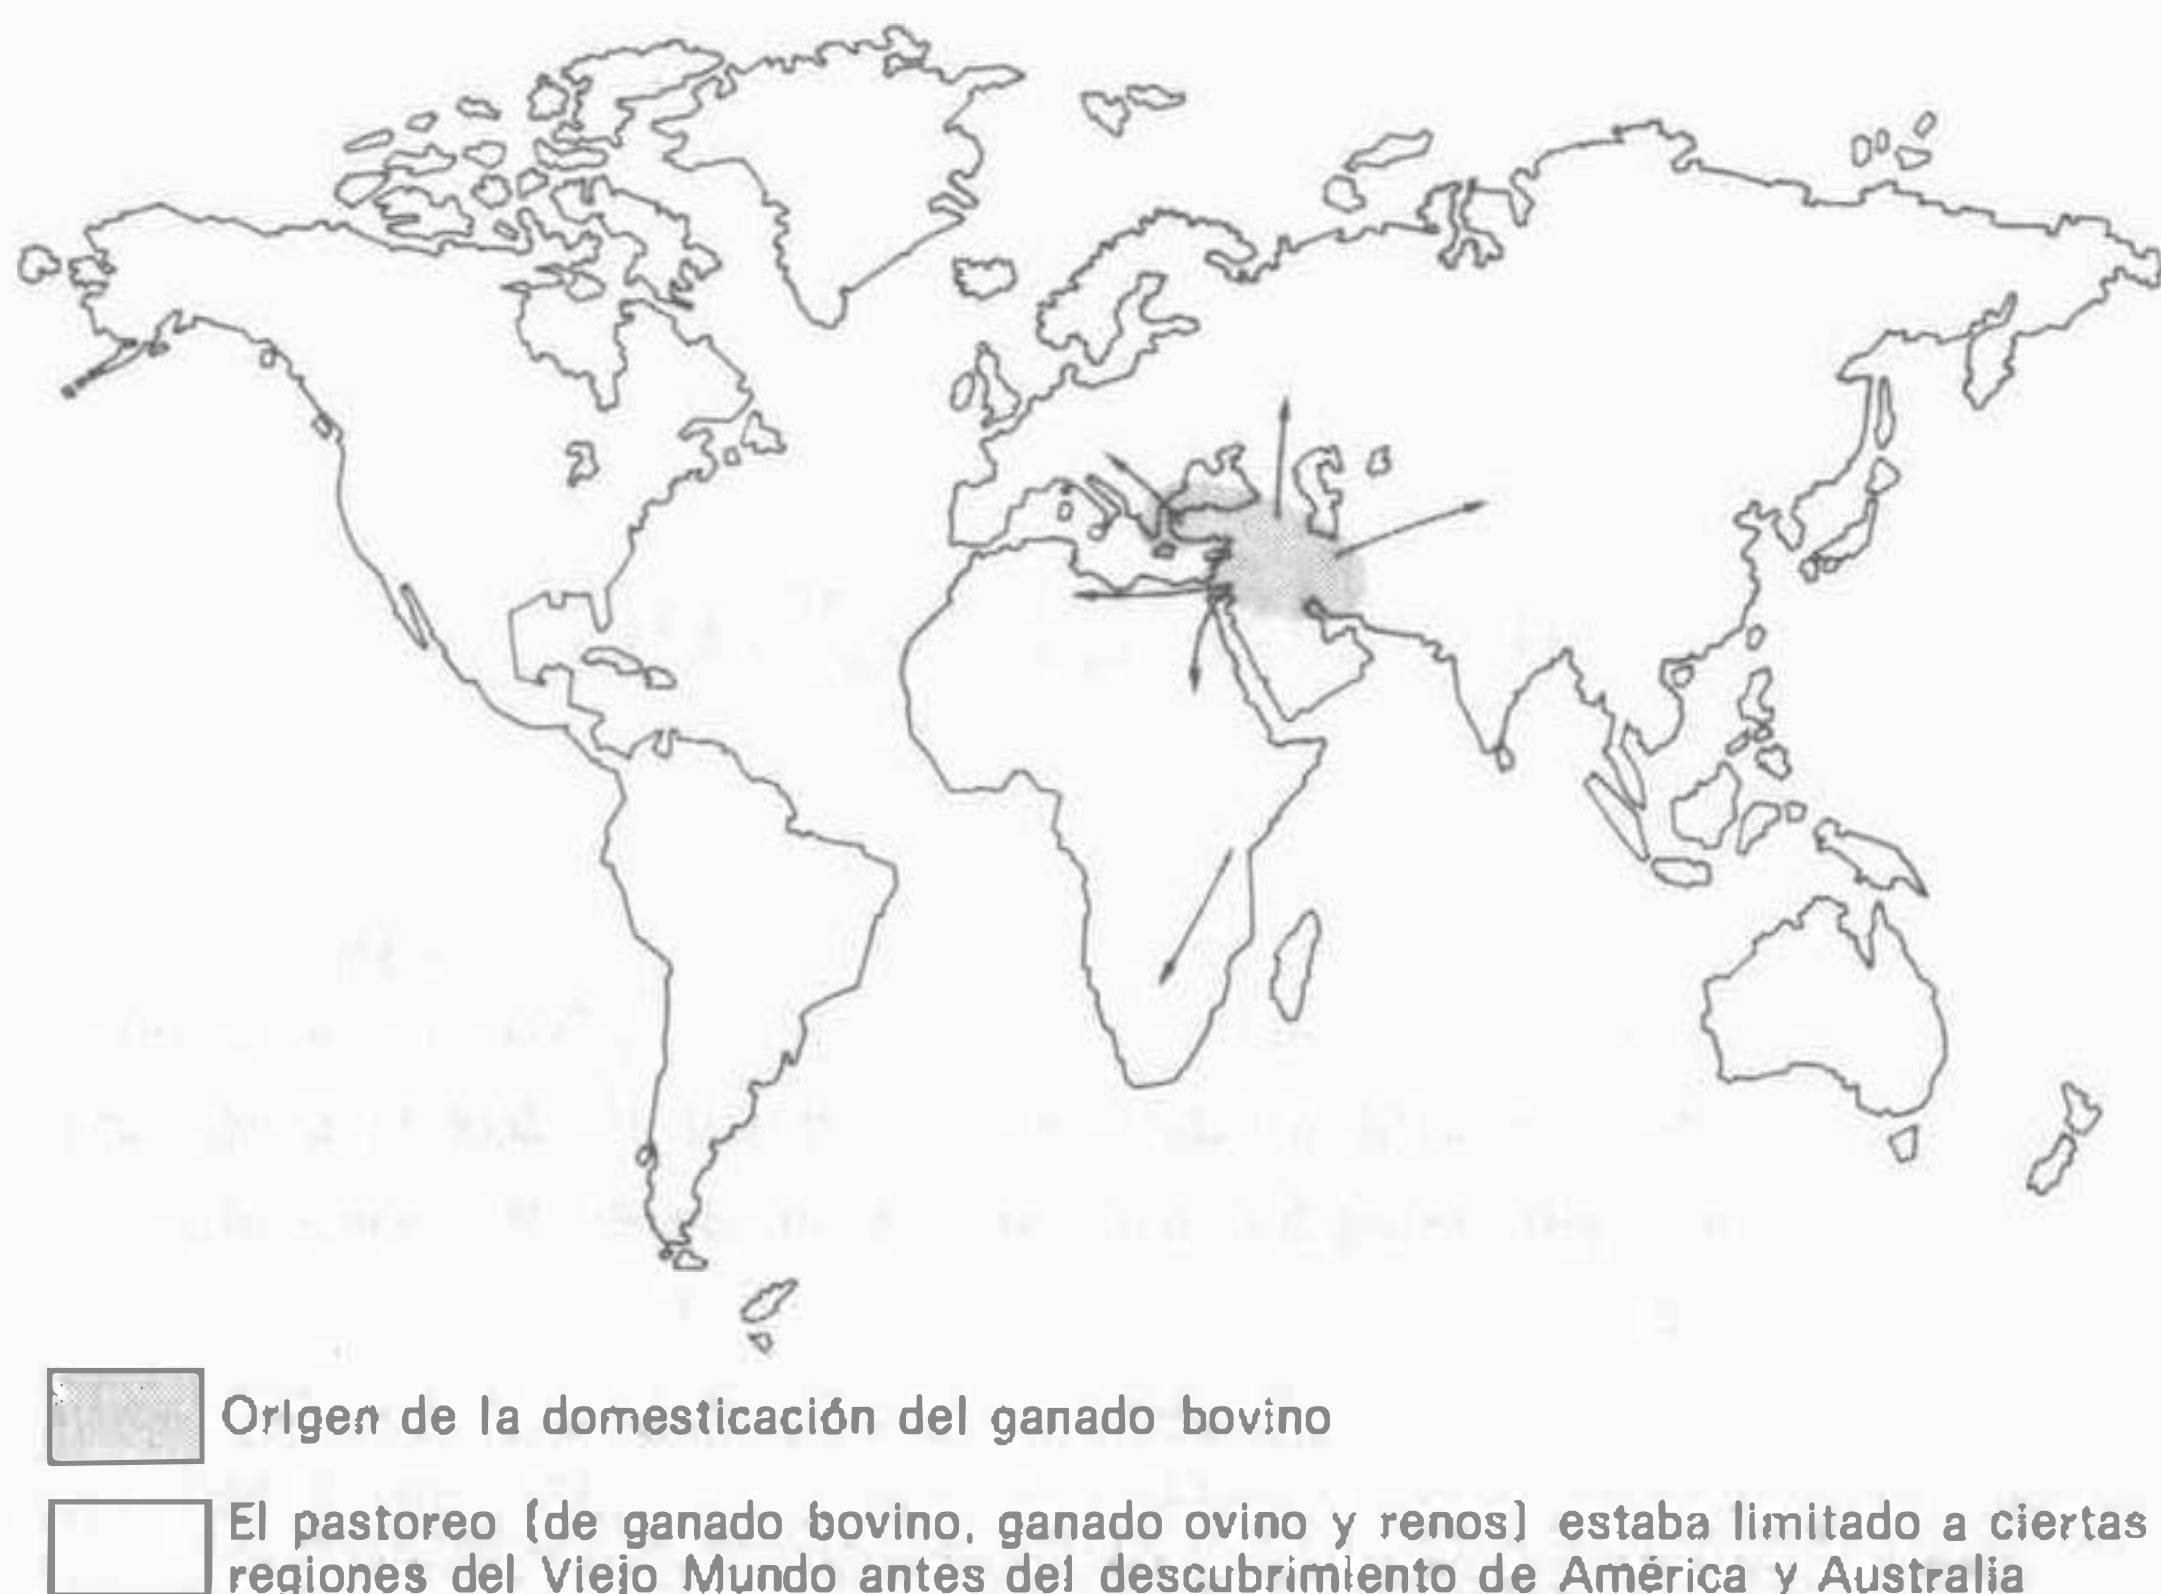 Origen de la domesticación del ganado bovino
El pastoreo (de ganado bovino, ganado ovino y renos) estaba limitado a ciertas
regiones del Viejo Mundo antes del descubrimiento de América y Australia